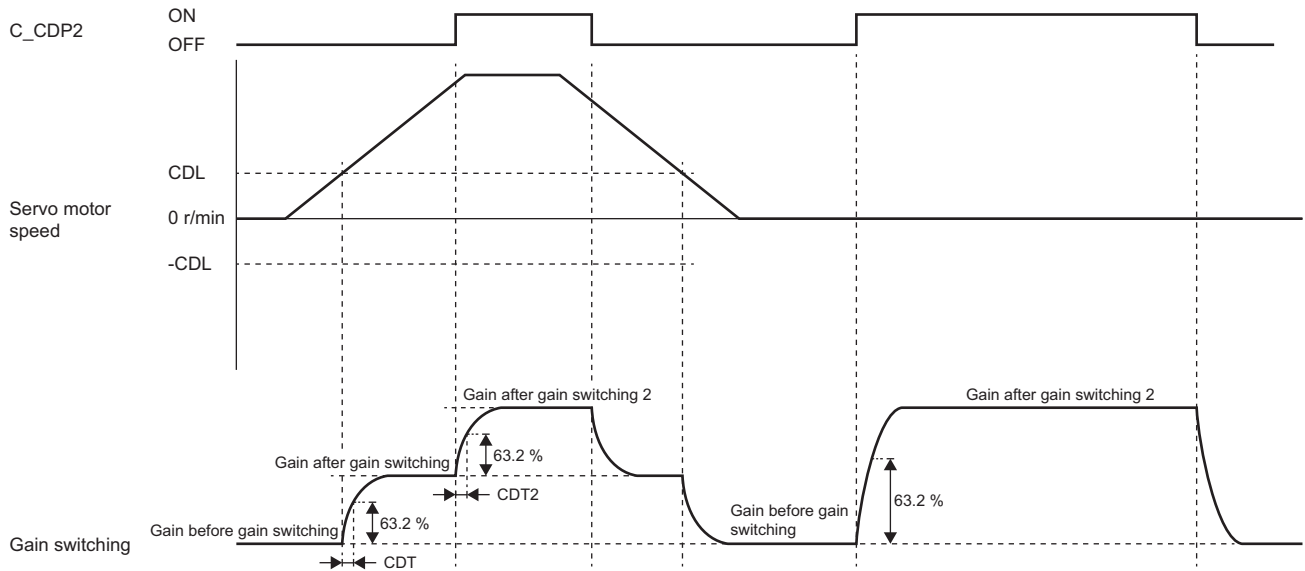 C_CDP2
ON
OFF
CDL
Servo motor
speed
0 r/min
-CDL
Gain after gain switching 2
Gain after gain switching 2
63.2 %
Gain after gain switching
CDT2
63.2 %
Gain before gain switching
63.2 %
Gain before gain
switching
Gain switching
CDT